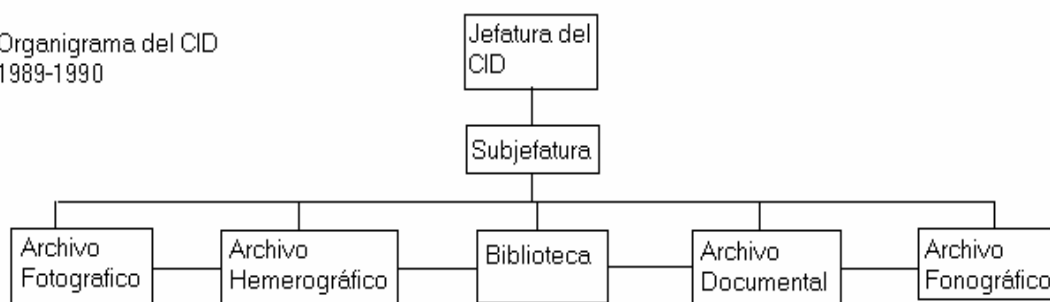 Organigrama del CID
1989-1990
Jefatura del
CID
Subjefatura
Archivo
Fotografico
Archivo
Hemerográfico
Biblioteca
Archivo
Documental
Archivo
Fonográfico